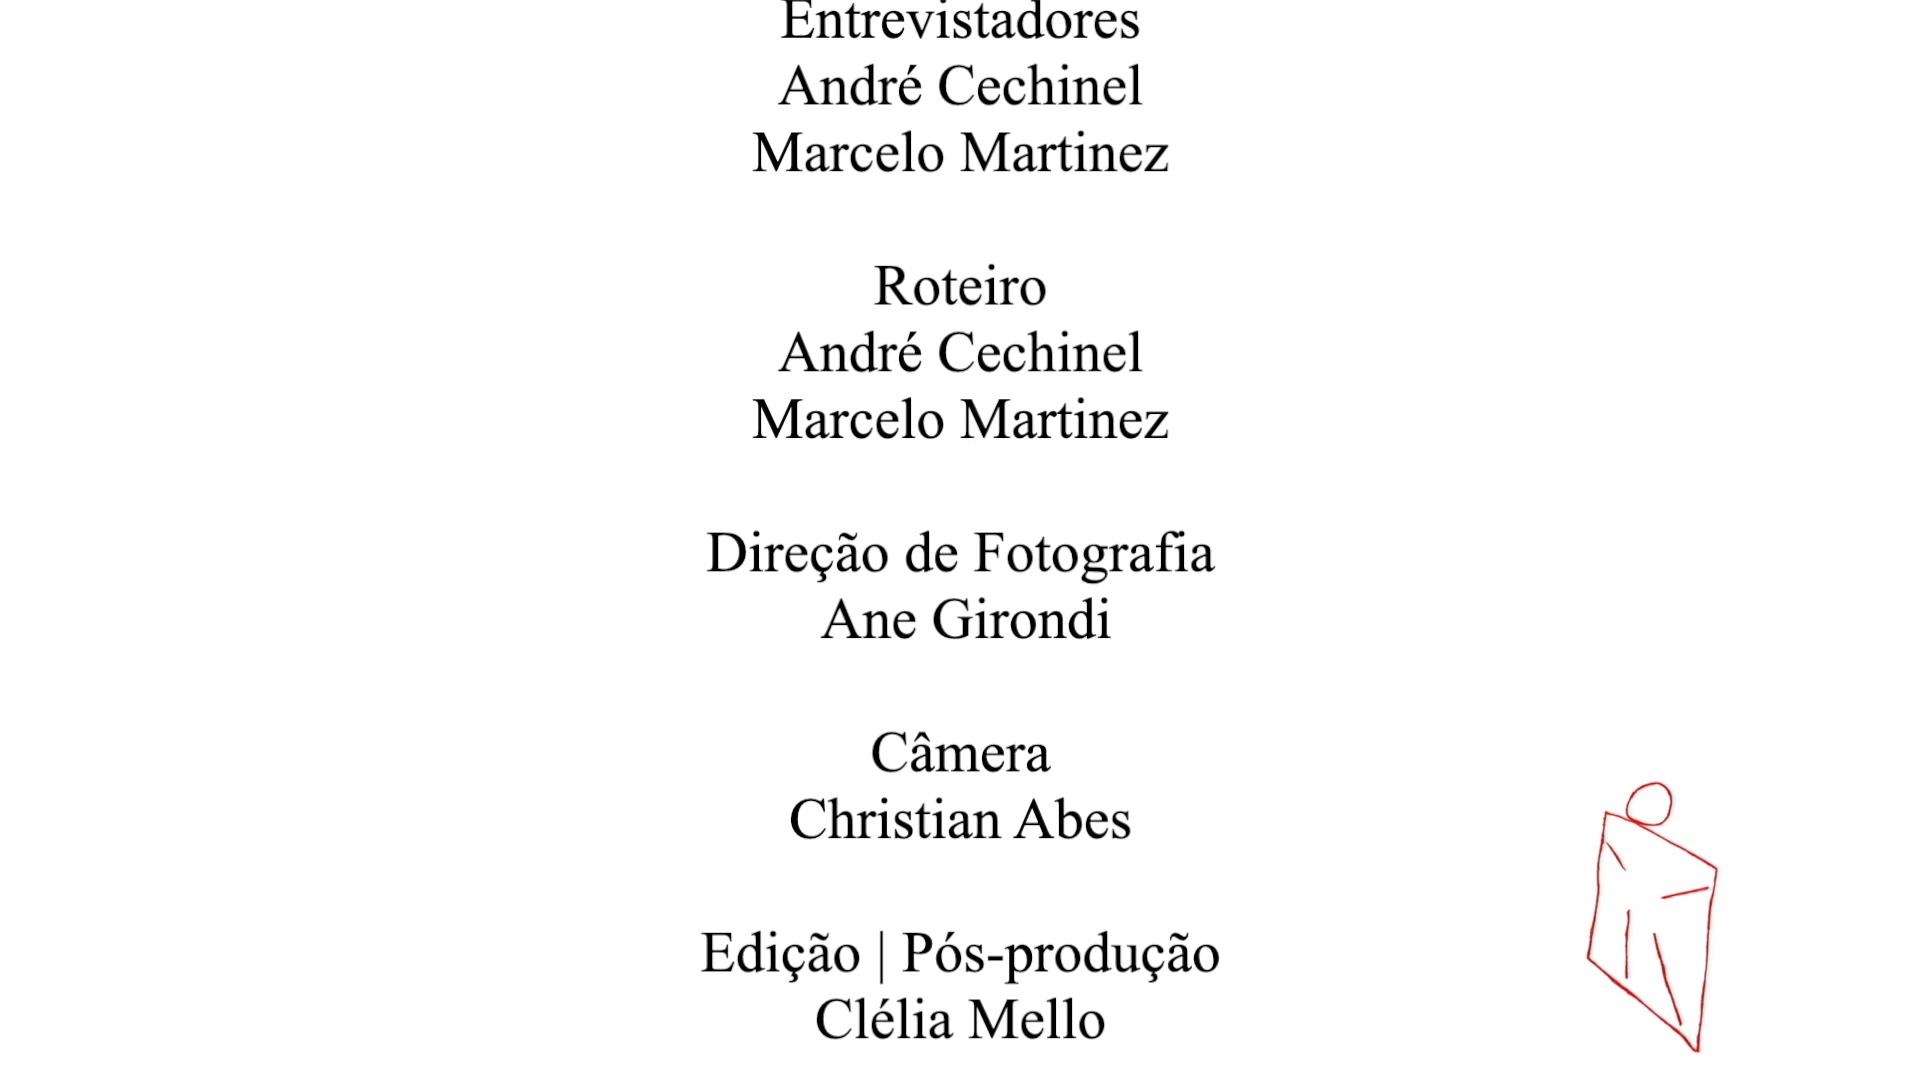 Entrevistadores
André Cechinel
Marcelo Martinez
Roteiro
André Cechinel
Marcelo Martinez
Direção de Fotografia
Ane Girondi
Câmera
Christian Abes
Edição | Pós-produção
Clélia Mello